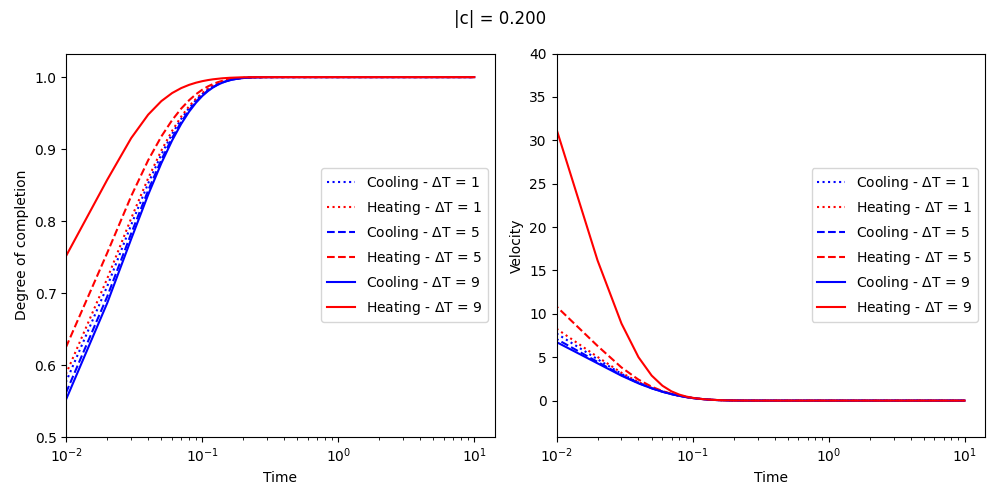 |c| = 0.200
Degree of completion
1.0
0.9
0.8
0.7
0.6
0.5
Cooling - ΔT = 1
Heating - ΔT = 1
Cooling - ΔT = 5
Heating - ΔT = 5
Cooling - ΔT = 9
Heating - ΔT = 9
10⁻² 10⁻¹ 10⁰ 10¹
Time
Velocity
40
35
30
25
20
15
10
5
0
Cooling - ΔT = 1
Heating - ΔT = 1
Cooling - ΔT = 5
Heating - ΔT = 5
Cooling - ΔT = 9
Heating - ΔT = 9
10⁻² 10⁻¹ 10⁰ 10¹
Time